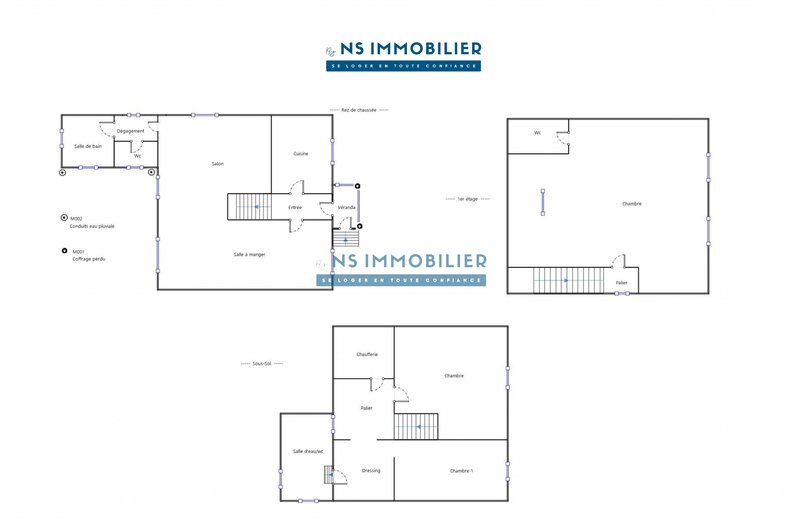 By NS IMMOBILIER
SE LOGER EN TOUTE CONFIANCE
Rez de chaussée
Dégagement
Salle de bain
Wc
Salon
Cuisine
Entrée
Véranda
Salle à manger
M002
Conduits eau pluviale
M001
Coffrage perdu
1er étage
Wc
Chambre
Palier
By NS IMMOBILIER
SE LOGER EN TOUTE CONFIANCE
Sous-Sol
Chaufferie
Chambre
Palier
Salle d'eau/wc
Dressing
Chambre 1